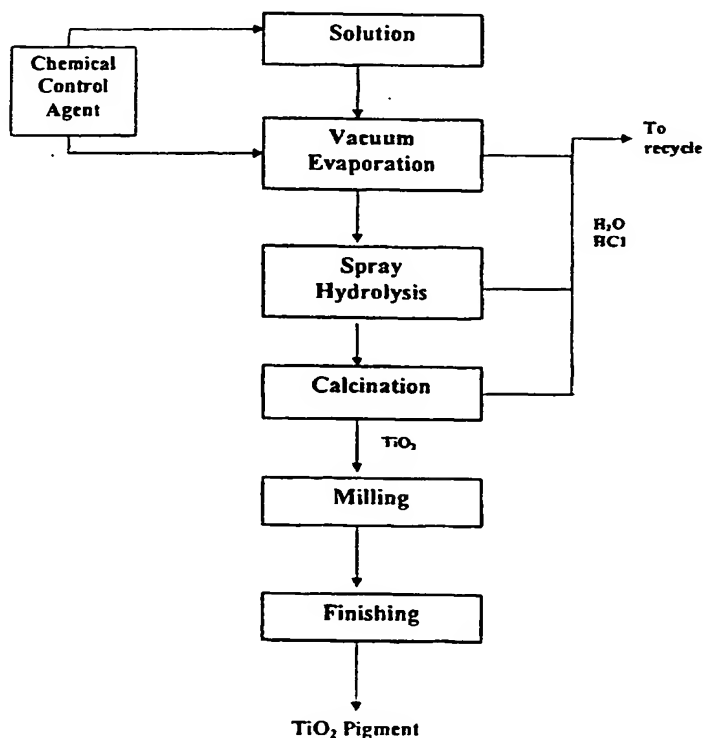 Solution
Chemical
Control
Agent
Vacuum
Evaporation
To
recycle
H₂O
HCl
Spray
Hydrolysis
Calcination
TiO₂
Milling
Finishing
TiO₂ Pigment